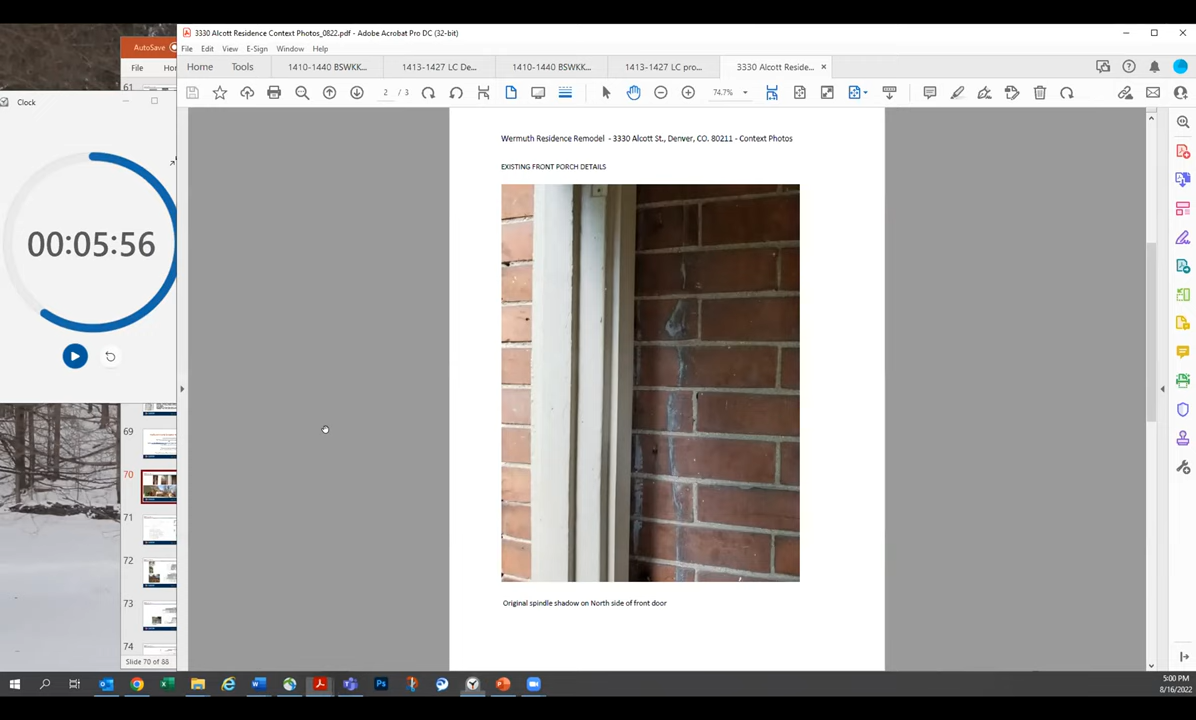 3330 Alcott Residence Context Photos_0822.pdf - Adobe Acrobat Pro DC (32-bit)
AutoSave
File Edit View E-Sign Window Help
File Ho
Home Tools 1410-1440 BSWKK... 1413-1427 LC De... 1410-1440 BSWKK... 1413-1427 LC pro... 3330 Alcott Reside... ×
61
2 / 3 74.7%
Clock
00:05:56
Wermuth Residence Remodel - 3330 Alcott St., Denver, CO. 80211 - Context Photos
EXISTING FRONT PORCH DETAILS
Original spindle shadow on North side of front door
69
70
71
72
73
74
Slide 70 of 88
5:00 PM
8/16/2022